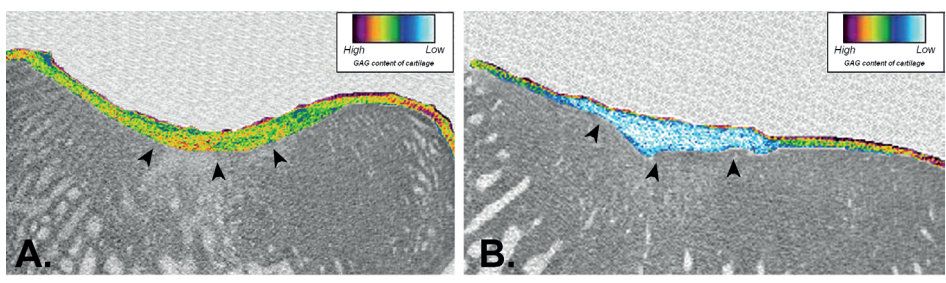 High Low
GAG content of cartilage
A.
High Low
GAG content of cartilage
B.